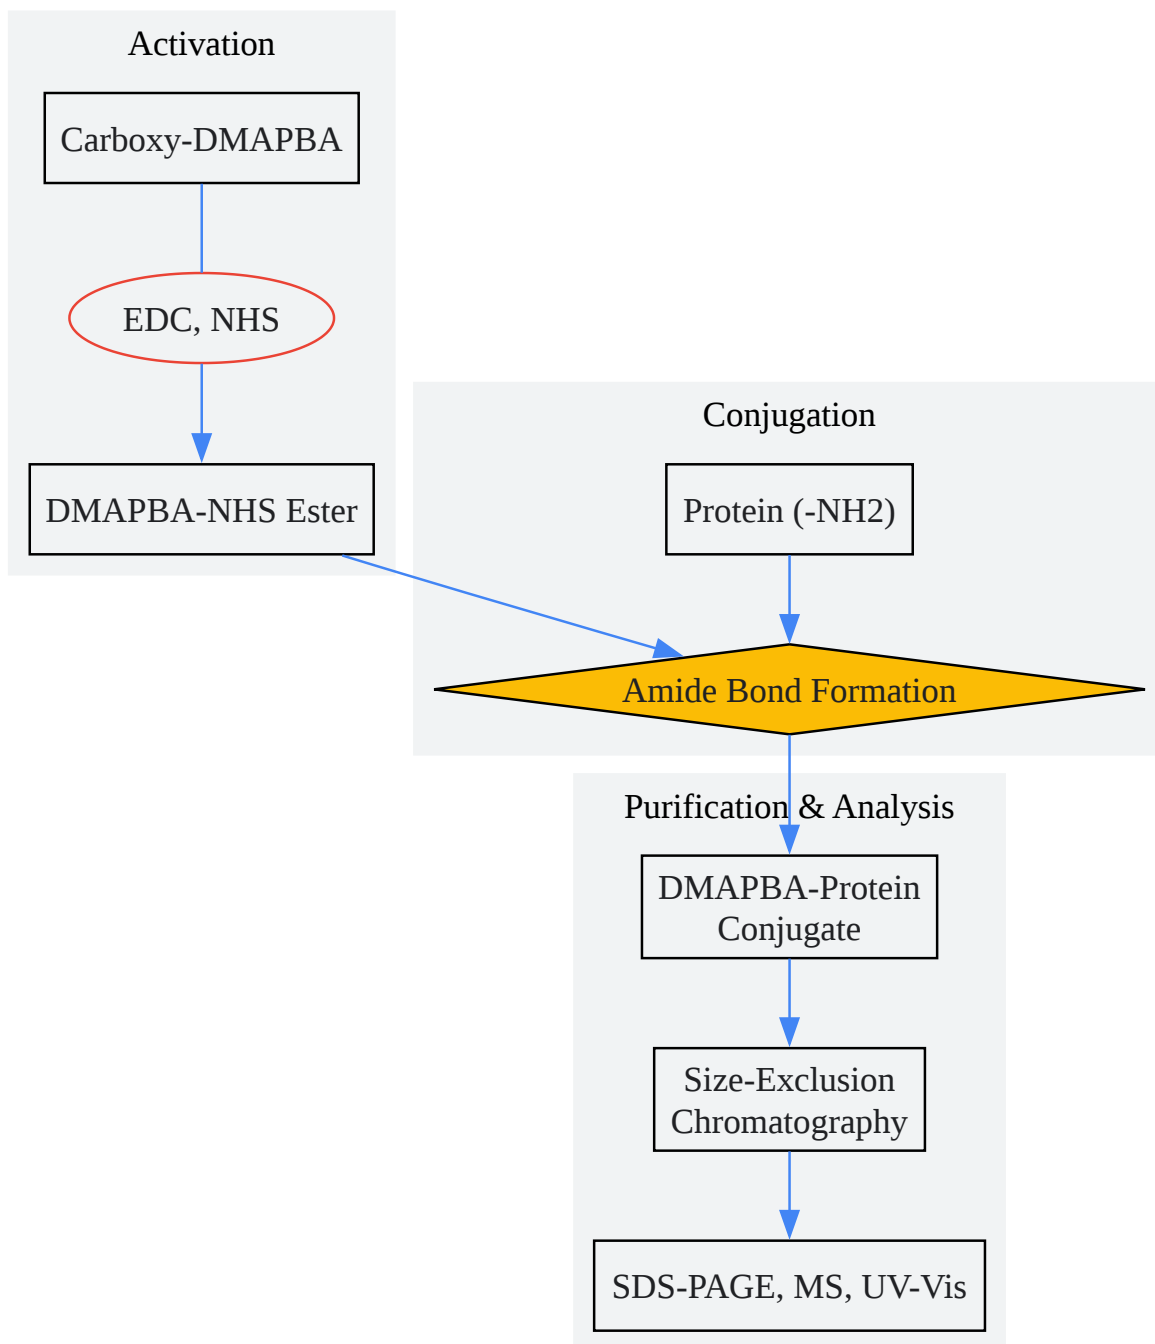 Activation
Carboxy-DMAPBA
EDC, NHS
DMAPBA-NHS Ester
Conjugation
Protein (-NH2)
Amide Bond Formation
Purification & Analysis
DMAPBA-Protein
Conjugate
Size-Exclusion
Chromatography
SDS-PAGE, MS, UV-Vis